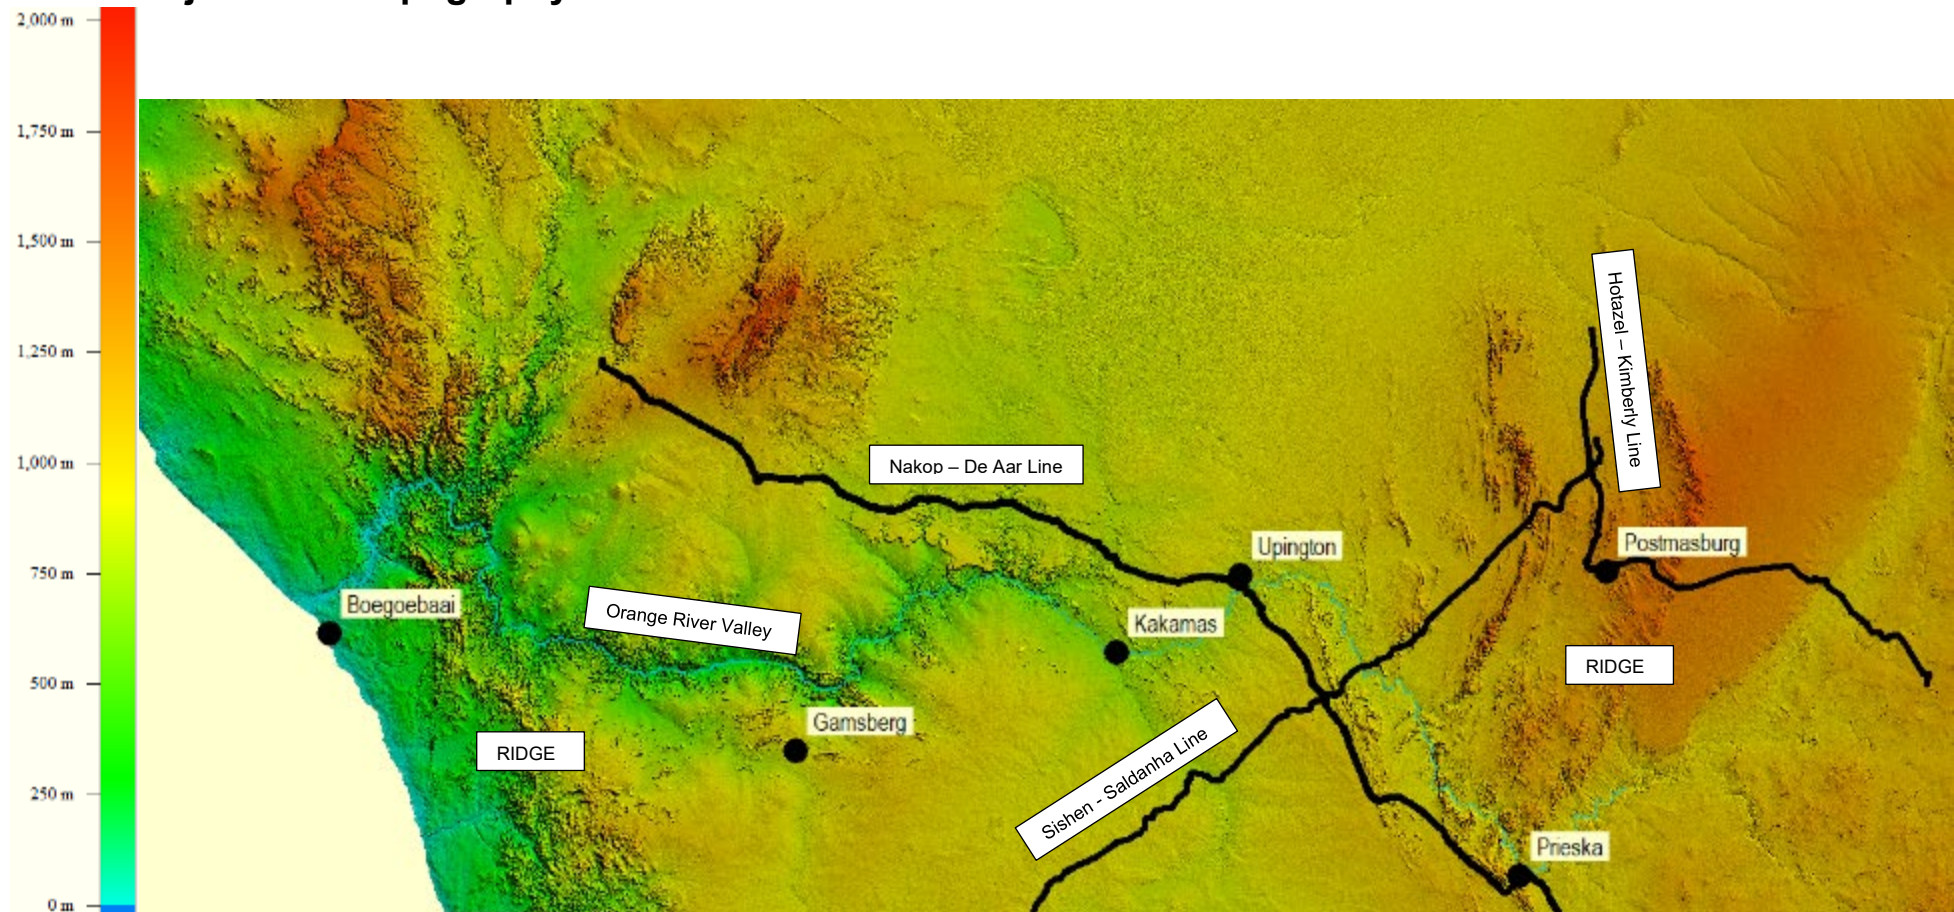 2,000 m
1,750 m
1,500 m
1,250 m
1,000 m
750 m
500 m
250 m
0 m
Hotazel – Kimberly Line
Nakop – De Aar Line
Upington
Postmasburg
Boegoebaai
Orange River Valley
Kakamas
RIDGE
Gamsberg
RIDGE
Sishen - Saldanha Line
Prieska